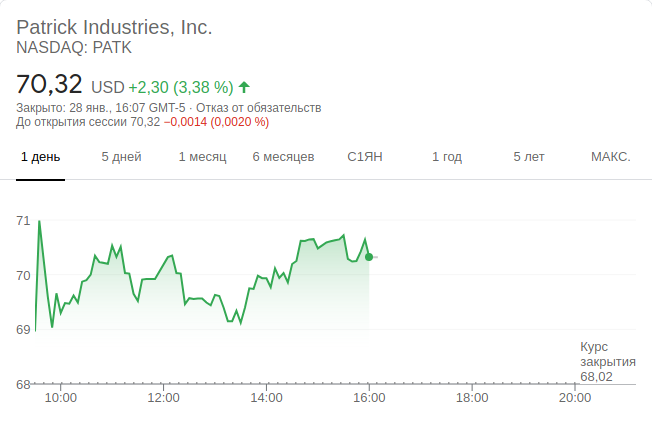 Patrick Industries, Inc.
NASDAQ: PATK
70,32 USD +2,30 (3,38 %)
Закрыто: 28 янв., 16:07 GMT-5 · Отказ от обязательств
До открытия сессии 70,32 −0,0014 (0,0020 %)
1 день 5 дней 1 месяц 6 месяцев С1ЯН 1 год 5 лет МАКС.
71
70
69
Курс
закрытия
68,02
68
10:00 12:00 14:00 16:00 18:00 20:00